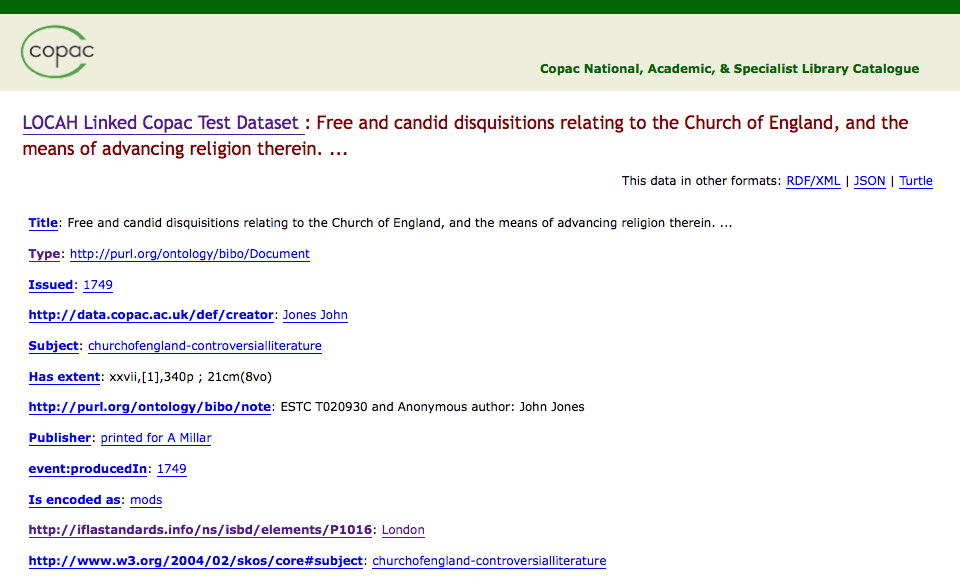 copac
Copac National, Academic, & Specialist Library Catalogue
LOCAH Linked Copac Test Dataset : Free and candid disquisitions relating to the Church of England, and the
means of advancing religion therein. ...
This data in other formats: RDF/XML | JSON | Turtle
Title: Free and candid disquisitions relating to the Church of England, and the means of advancing religion therein. ...
Type: http://purl.org/ontology/bibo/Document
Issued: 1749
http://data.copac.ac.uk/def/creator: Jones John
Subject: churchofengland-controversialliterature
Has extent: xxvii,[1],340p ; 21cm(8vo)
http://purl.org/ontology/bibo/note: ESTC T020930 and Anonymous author: John Jones
Publisher: printed for A Millar
event:producedIn: 1749
Is encoded as: mods
http://iflastandards.info/ns/isbd/elements/P1016: London
http://www.w3.org/2004/02/skos/core#subject: churchofengland-controversialliterature